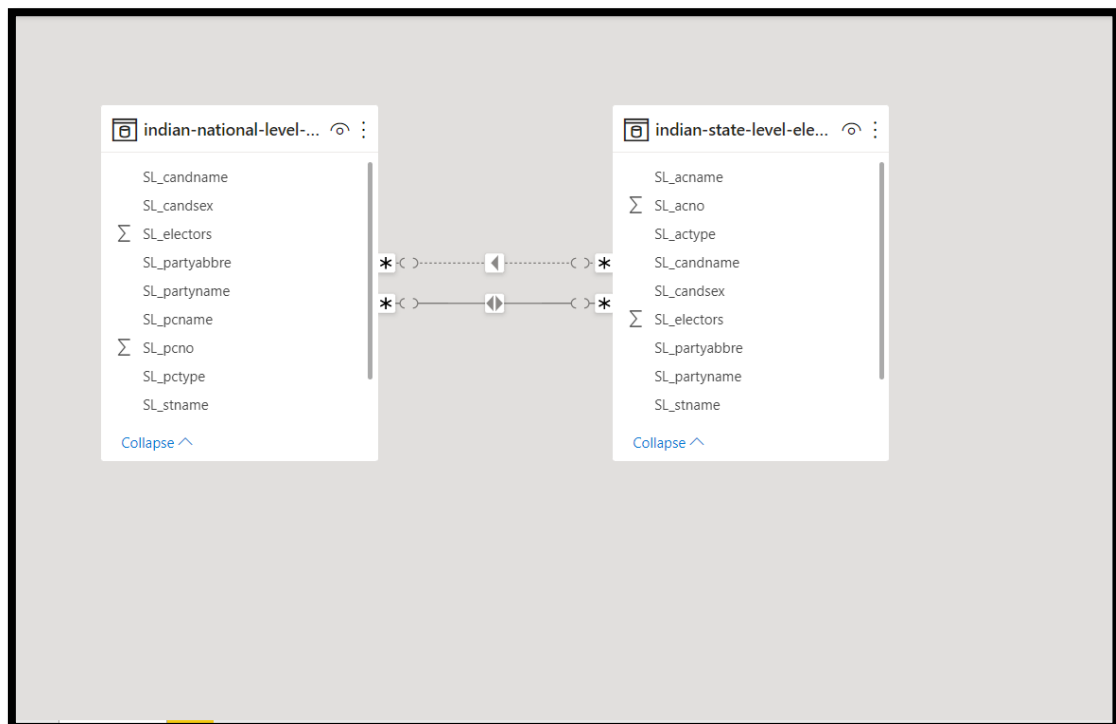 indian-national-level-...
SL_candname
SL_candsex
SL_electors
SL_partyabbre
SL_partyname
SL_pcname
SL_pcno
SL_pctype
SL_stname
Collapse
indian-state-level-ele...
SL_acname
SL_acno
SL_actype
SL_candname
SL_candsex
SL_electors
SL_partyabbre
SL_partyname
SL_stname
Collapse